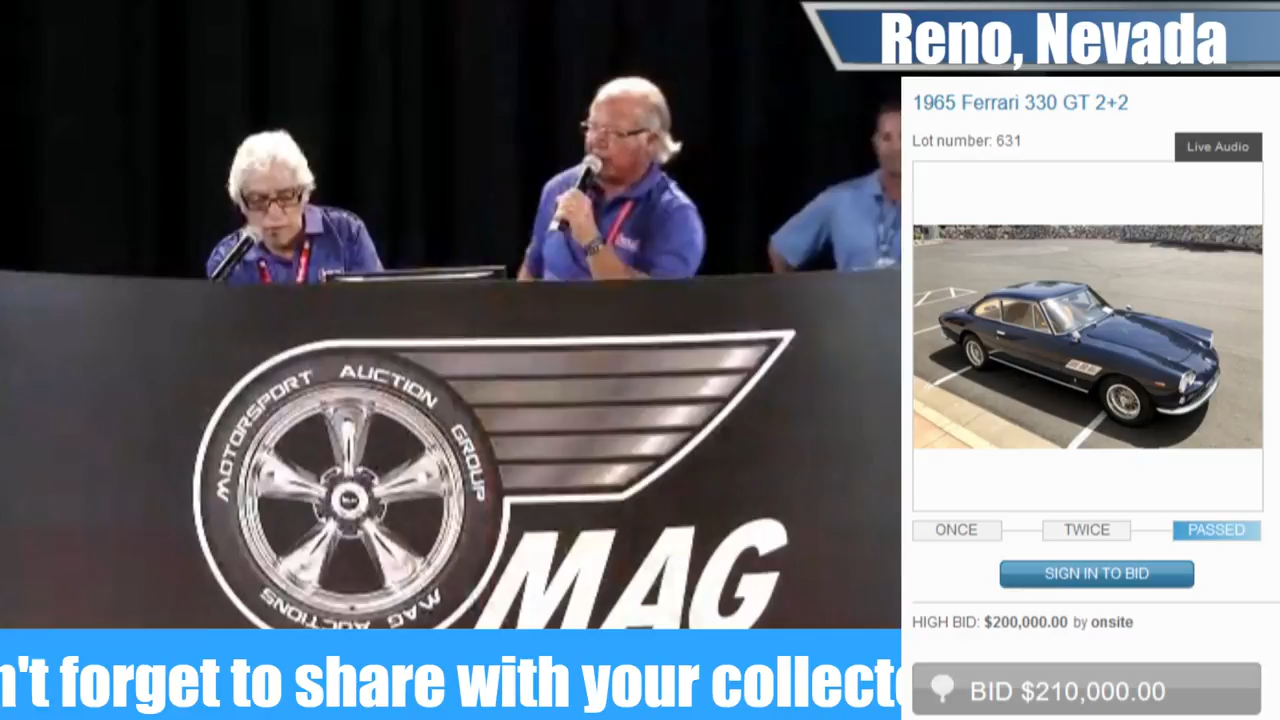 Reno, Nevada
1965 Ferrari 330 GT 2+2
Lot number: 631
Live Audio
MOTORSPORT AUCTION GROUP
MAG AUCTIONS
MAG
ONCE
TWICE
PASSED
SIGN IN TO BID
HIGH BID: $200,000.00 by onsite
BID $210,000.00
n't forget to share with your collecto